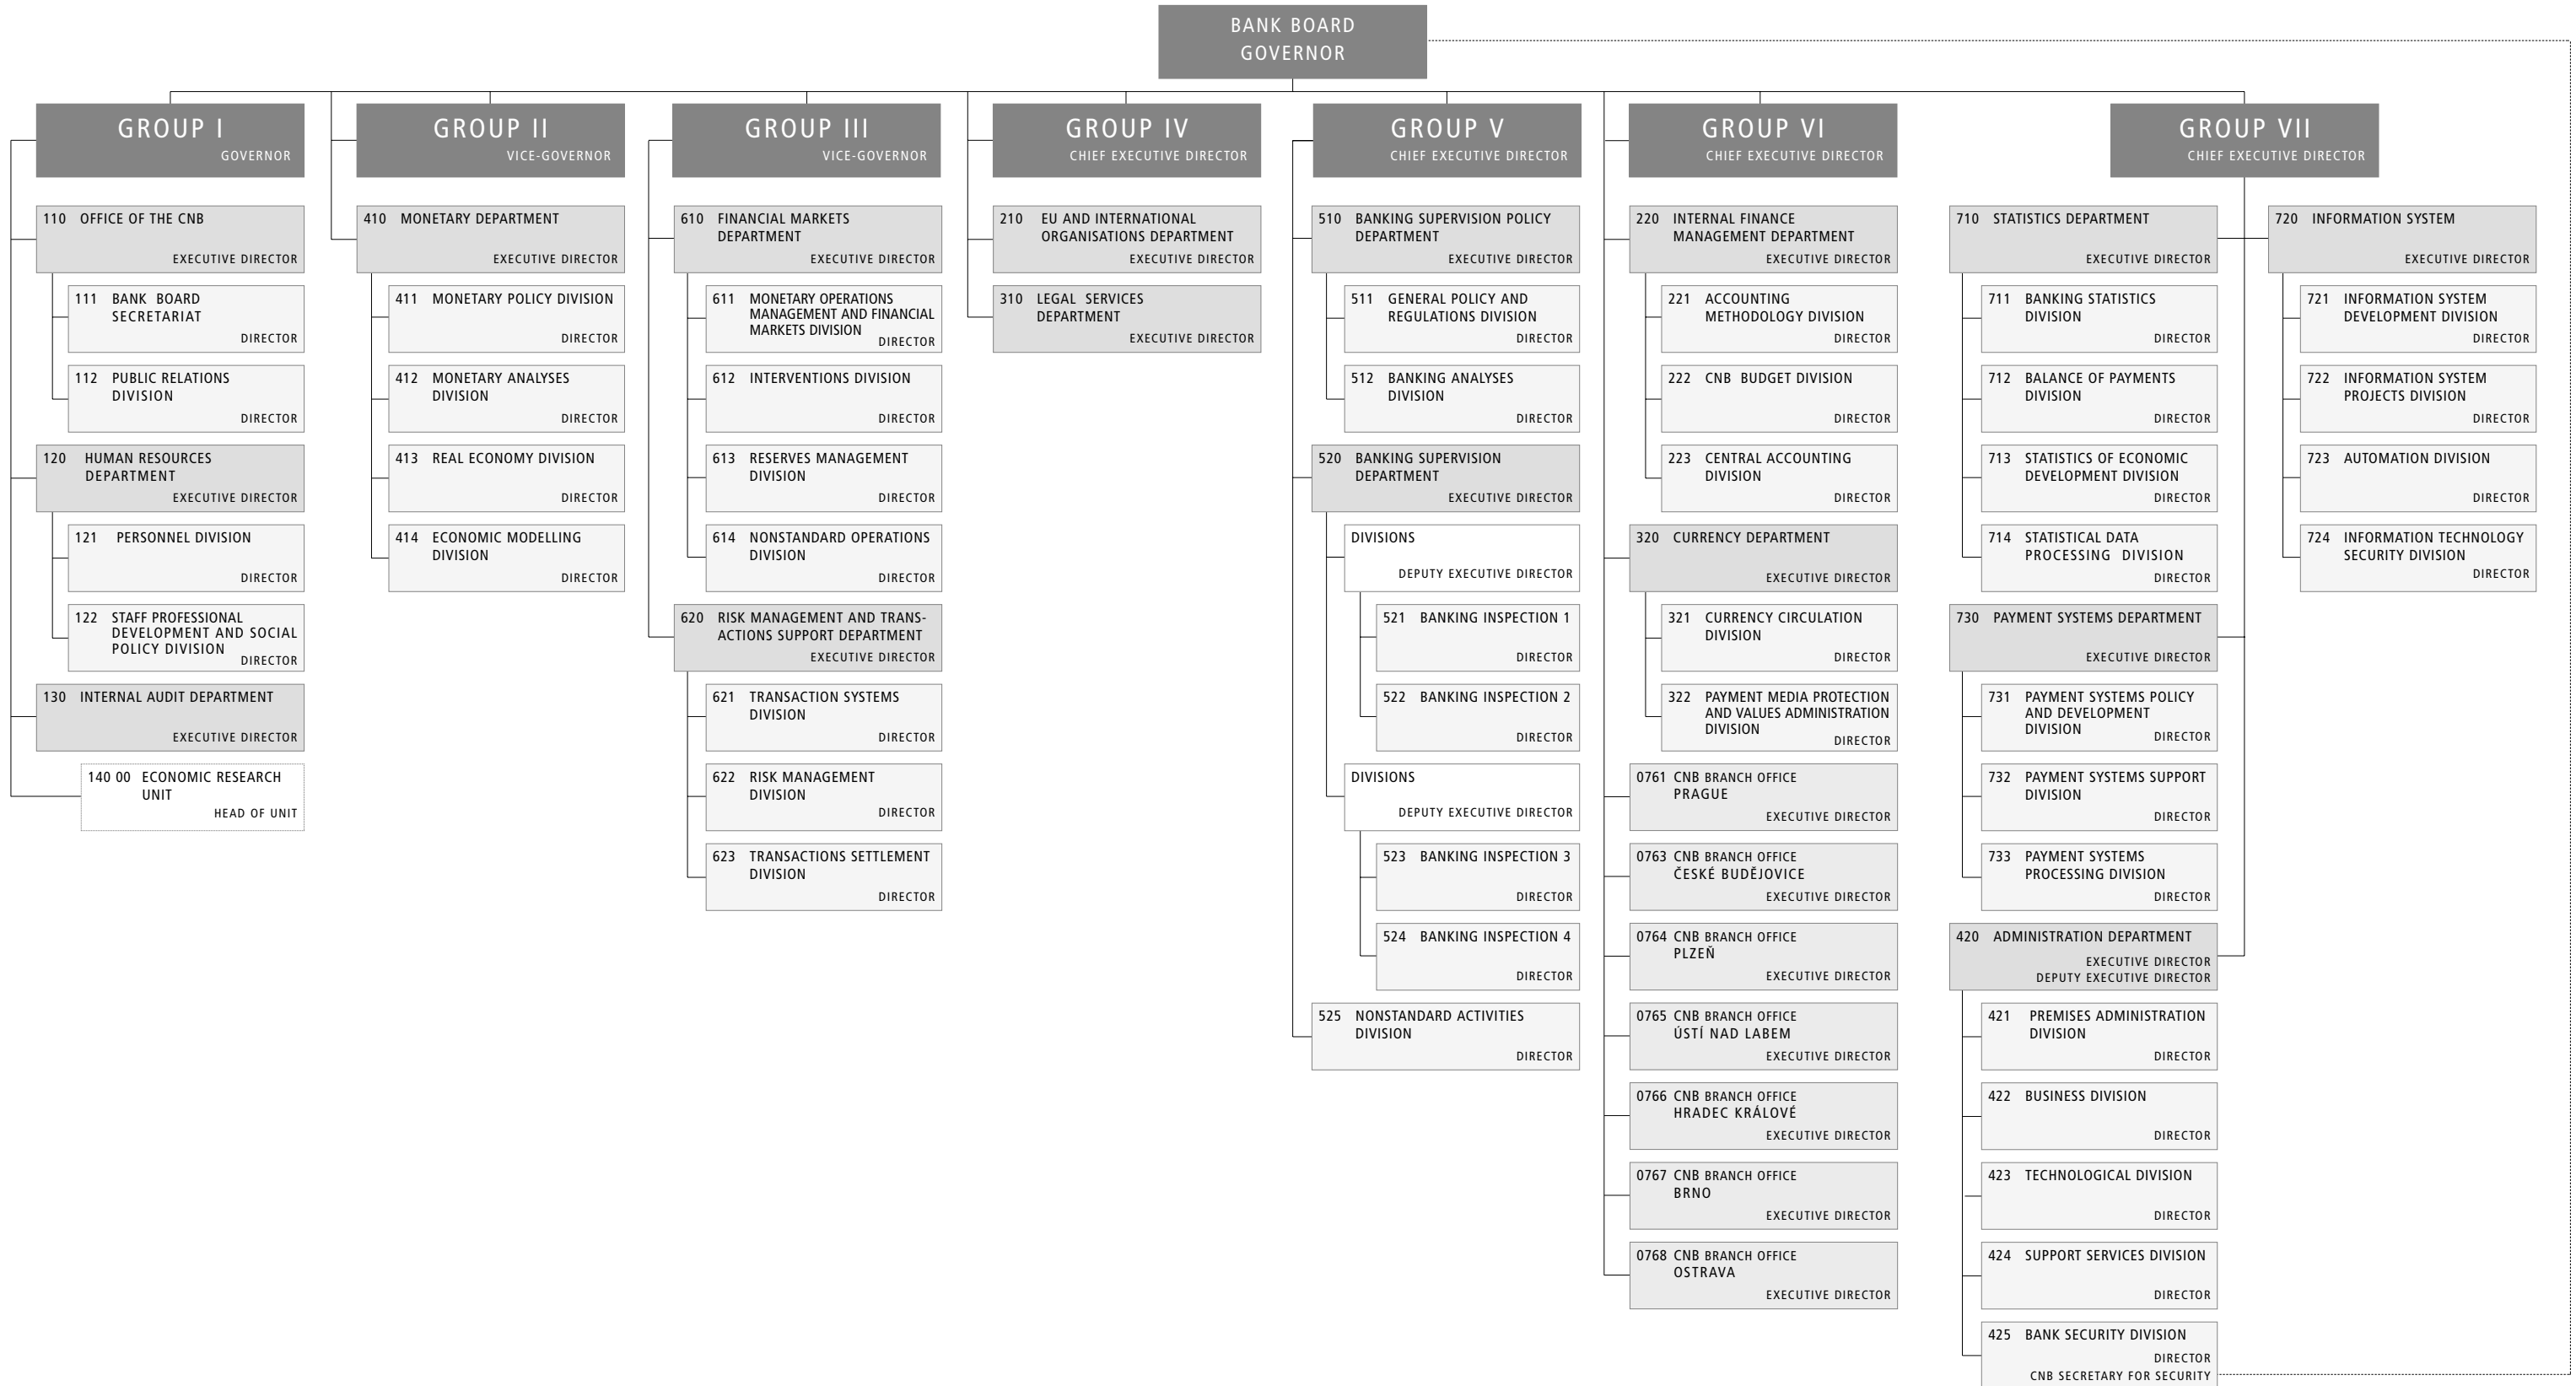 BANK BOARD
GOVERNOR
GROUP I
GOVERNOR
110 OFFICE OF THE CNB
EXECUTIVE DIRECTOR
111 BANK BOARD
SECRETARIAT
DIRECTOR
112 PUBLIC RELATIONS
DIVISION
DIRECTOR
120 HUMAN RESOURCES
DEPARTMENT
EXECUTIVE DIRECTOR
121 PERSONNEL DIVISION
DIRECTOR
122 STAFF PROFESSIONAL
DEVELOPMENT AND SOCIAL
POLICY DIVISION
DIRECTOR
130 INTERNAL AUDIT DEPARTMENT
EXECUTIVE DIRECTOR
140 00 ECONOMIC RESEARCH
UNIT
HEAD OF UNIT
GROUP II
VICE-GOVERNOR
410 MONETARY DEPARTMENT
EXECUTIVE DIRECTOR
411 MONETARY POLICY DIVISION
DIRECTOR
412 MONETARY ANALYSES
DIVISION
DIRECTOR
413 REAL ECONOMY DIVISION
DIRECTOR
414 ECONOMIC MODELLING
DIVISION
DIRECTOR
GROUP III
VICE-GOVERNOR
610 FINANCIAL MARKETS
DEPARTMENT
EXECUTIVE DIRECTOR
611 MONETARY OPERATIONS
MANAGEMENT AND FINANCIAL
MARKETS DIVISION
DIRECTOR
612 INTERVENTIONS DIVISION
DIRECTOR
613 RESERVES MANAGEMENT
DIVISION
DIRECTOR
614 NONSTANDARD OPERATIONS
DIVISION
DIRECTOR
620 RISK MANAGEMENT AND TRANS-
ACTIONS SUPPORT DEPARTMENT
EXECUTIVE DIRECTOR
621 TRANSACTION SYSTEMS
DIVISION
DIRECTOR
622 RISK MANAGEMENT
DIVISION
DIRECTOR
623 TRANSACTIONS SETTLEMENT
DIVISION
DIRECTOR
GROUP IV
CHIEF EXECUTIVE DIRECTOR
210 EU AND INTERNATIONAL
ORGANISATIONS DEPARTMENT
EXECUTIVE DIRECTOR
310 LEGAL SERVICES
DEPARTMENT
EXECUTIVE DIRECTOR
GROUP V
CHIEF EXECUTIVE DIRECTOR
510 BANKING SUPERVISION POLICY
DEPARTMENT
EXECUTIVE DIRECTOR
511 GENERAL POLICY AND
REGULATIONS DIVISION
DIRECTOR
512 BANKING ANALYSES
DIVISION
DIRECTOR
520 BANKING SUPERVISION
DEPARTMENT
EXECUTIVE DIRECTOR
DIVISIONS
DEPUTY EXECUTIVE DIRECTOR
521 BANKING INSPECTION 1
DIRECTOR
522 BANKING INSPECTION 2
DIRECTOR
DIVISIONS
DEPUTY EXECUTIVE DIRECTOR
523 BANKING INSPECTION 3
DIRECTOR
524 BANKING INSPECTION 4
DIRECTOR
525 NONSTANDARD ACTIVITIES
DIVISION
DIRECTOR
GROUP VI
CHIEF EXECUTIVE DIRECTOR
220 INTERNAL FINANCE
MANAGEMENT DEPARTMENT
EXECUTIVE DIRECTOR
221 ACCOUNTING
METHODOLOGY DIVISION
DIRECTOR
222 CNB BUDGET DIVISION
DIRECTOR
223 CENTRAL ACCOUNTING
DIVISION
DIRECTOR
320 CURRENCY DEPARTMENT
EXECUTIVE DIRECTOR
321 CURRENCY CIRCULATION
DIVISION
DIRECTOR
322 PAYMENT MEDIA PROTECTION
AND VALUES ADMINISTRATION
DIVISION
DIRECTOR
0761 CNB BRANCH OFFICE
PRAGUE
EXECUTIVE DIRECTOR
0763 CNB BRANCH OFFICE
ČESKÉ BUDĚJOVICE
EXECUTIVE DIRECTOR
0764 CNB BRANCH OFFICE
PLZEŇ
EXECUTIVE DIRECTOR
0765 CNB BRANCH OFFICE
ÚSTÍ NAD LABEM
EXECUTIVE DIRECTOR
0766 CNB BRANCH OFFICE
HRADEC KRÁLOVÉ
EXECUTIVE DIRECTOR
0767 CNB BRANCH OFFICE
BRNO
EXECUTIVE DIRECTOR
0768 CNB BRANCH OFFICE
OSTRAVA
EXECUTIVE DIRECTOR
GROUP VII
CHIEF EXECUTIVE DIRECTOR
710 STATISTICS DEPARTMENT
EXECUTIVE DIRECTOR
711 BANKING STATISTICS
DIVISION
DIRECTOR
712 BALANCE OF PAYMENTS
DIVISION
DIRECTOR
713 STATISTICS OF ECONOMIC
DEVELOPMENT DIVISION
DIRECTOR
714 STATISTICAL DATA
PROCESSING DIVISION
DIRECTOR
730 PAYMENT SYSTEMS DEPARTMENT
EXECUTIVE DIRECTOR
731 PAYMENT SYSTEMS POLICY
AND DEVELOPMENT
DIVISION
DIRECTOR
732 PAYMENT SYSTEMS SUPPORT
DIVISION
DIRECTOR
733 PAYMENT SYSTEMS
PROCESSING DIVISION
DIRECTOR
420 ADMINISTRATION DEPARTMENT
EXECUTIVE DIRECTOR
DEPUTY EXECUTIVE DIRECTOR
421 PREMISES ADMINISTRATION
DIVISION
DIRECTOR
422 BUSINESS DIVISION
DIRECTOR
423 TECHNOLOGICAL DIVISION
DIRECTOR
424 SUPPORT SERVICES DIVISION
DIRECTOR
425 BANK SECURITY DIVISION
DIRECTOR
CNB SECRETARY FOR SECURITY
720 INFORMATION SYSTEM
EXECUTIVE DIRECTOR
721 INFORMATION SYSTEM
DEVELOPMENT DIVISION
DIRECTOR
722 INFORMATION SYSTEM
PROJECTS DIVISION
DIRECTOR
723 AUTOMATION DIVISION
DIRECTOR
724 INFORMATION TECHNOLOGY
SECURITY DIVISION
DIRECTOR